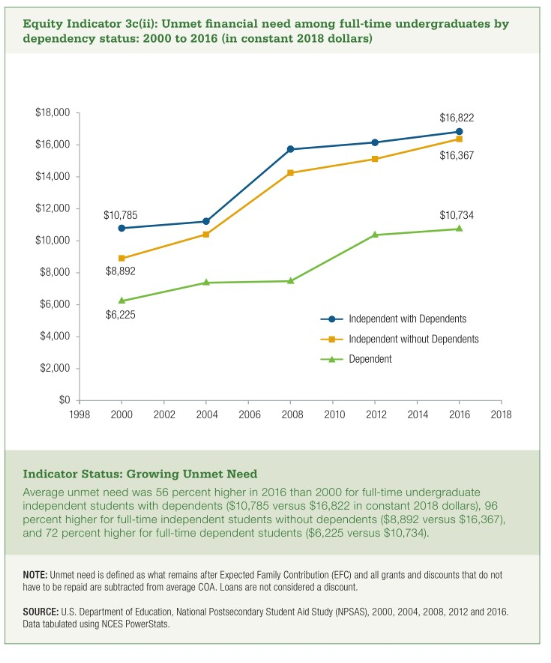 Equity Indicator 3c(ii): Unmet financial need among full-time undergraduates by
dependency status: 2000 to 2016 (in constant 2018 dollars)
$18,000
$16,000
$14,000
$12,000
$10,000
$8,000
$6,000
$4,000
$2,000
$0
$16,822
$16,367
$10,785
$10,734
$8,892
$6,225
Independent with Dependents
Independent without Dependents
Dependent
1998 2000 2002 2004 2006 2008 2010 2012 2014 2016 2018
Indicator Status: Growing Unmet Need
Average unmet need was 56 percent higher in 2016 than 2000 for full-time undergraduate
independent students with dependents ($10,785 versus $16,822 in constant 2018 dollars), 96
percent higher for full-time independent students without dependents ($8,892 versus $16,367),
and 72 percent higher for full-time dependent students ($6,225 versus $10,734).
NOTE: Unmet need is defined as what remains after Expected Family Contribution (EFC) and all grants and discounts that do not
have to be repaid are subtracted from average COA. Loans are not considered a discount.
SOURCE: U.S. Department of Education, National Postsecondary Student Aid Study (NPSAS), 2000, 2004, 2008, 2012 and 2016.
Data tabulated using NCES PowerStats.